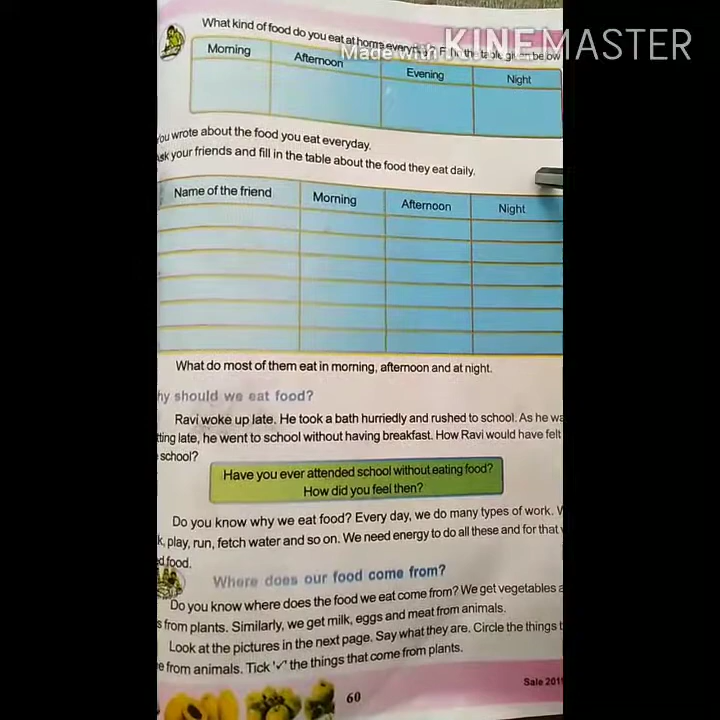 What kind of food do you eat at home everyday? Fill in the table given below
Made with KINEMASTER
Morning Afternoon Evening Night
You wrote about the food you eat everyday.
Ask your friends and fill in the table about the food they eat daily.
Name of the friend Morning Afternoon Night
What do most of them eat in morning, afternoon and at night.
hy should we eat food?
Ravi woke up late. He took a bath hurriedly and rushed to school. As he wa
tting late, he went to school without having breakfast. How Ravi would have felt
school?
Have you ever attended school without eating food?
How did you feel then?
Do you know why we eat food? Every day, we do many types of work. W
k, play, run, fetch water and so on. We need energy to do all these and for that
ed food.
Where does our food come from?
Do you know where does the food we eat come from? We get vegetables a
s from plants. Similarly, we get milk, eggs and meat from animals.
Look at the pictures in the next page. Say what they are. Circle the things t
e from animals. Tick '✓' the things that come from plants.
60
Sale 201